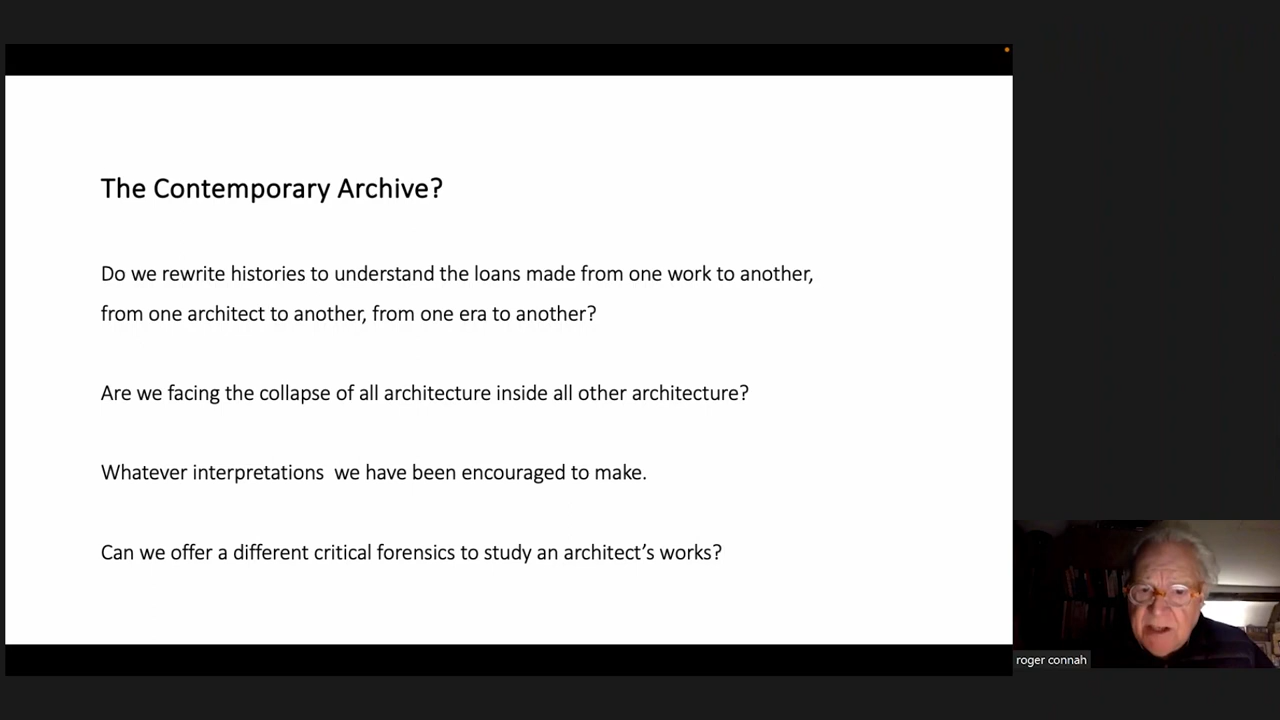 The Contemporary Archive?
Do we rewrite histories to understand the loans made from one work to another,
from one architect to another, from one era to another?
Are we facing the collapse of all architecture inside all other architecture?
Whatever interpretations  we have been encouraged to make.
Can we offer a different critical forensics to study an architect’s works?
roger connah